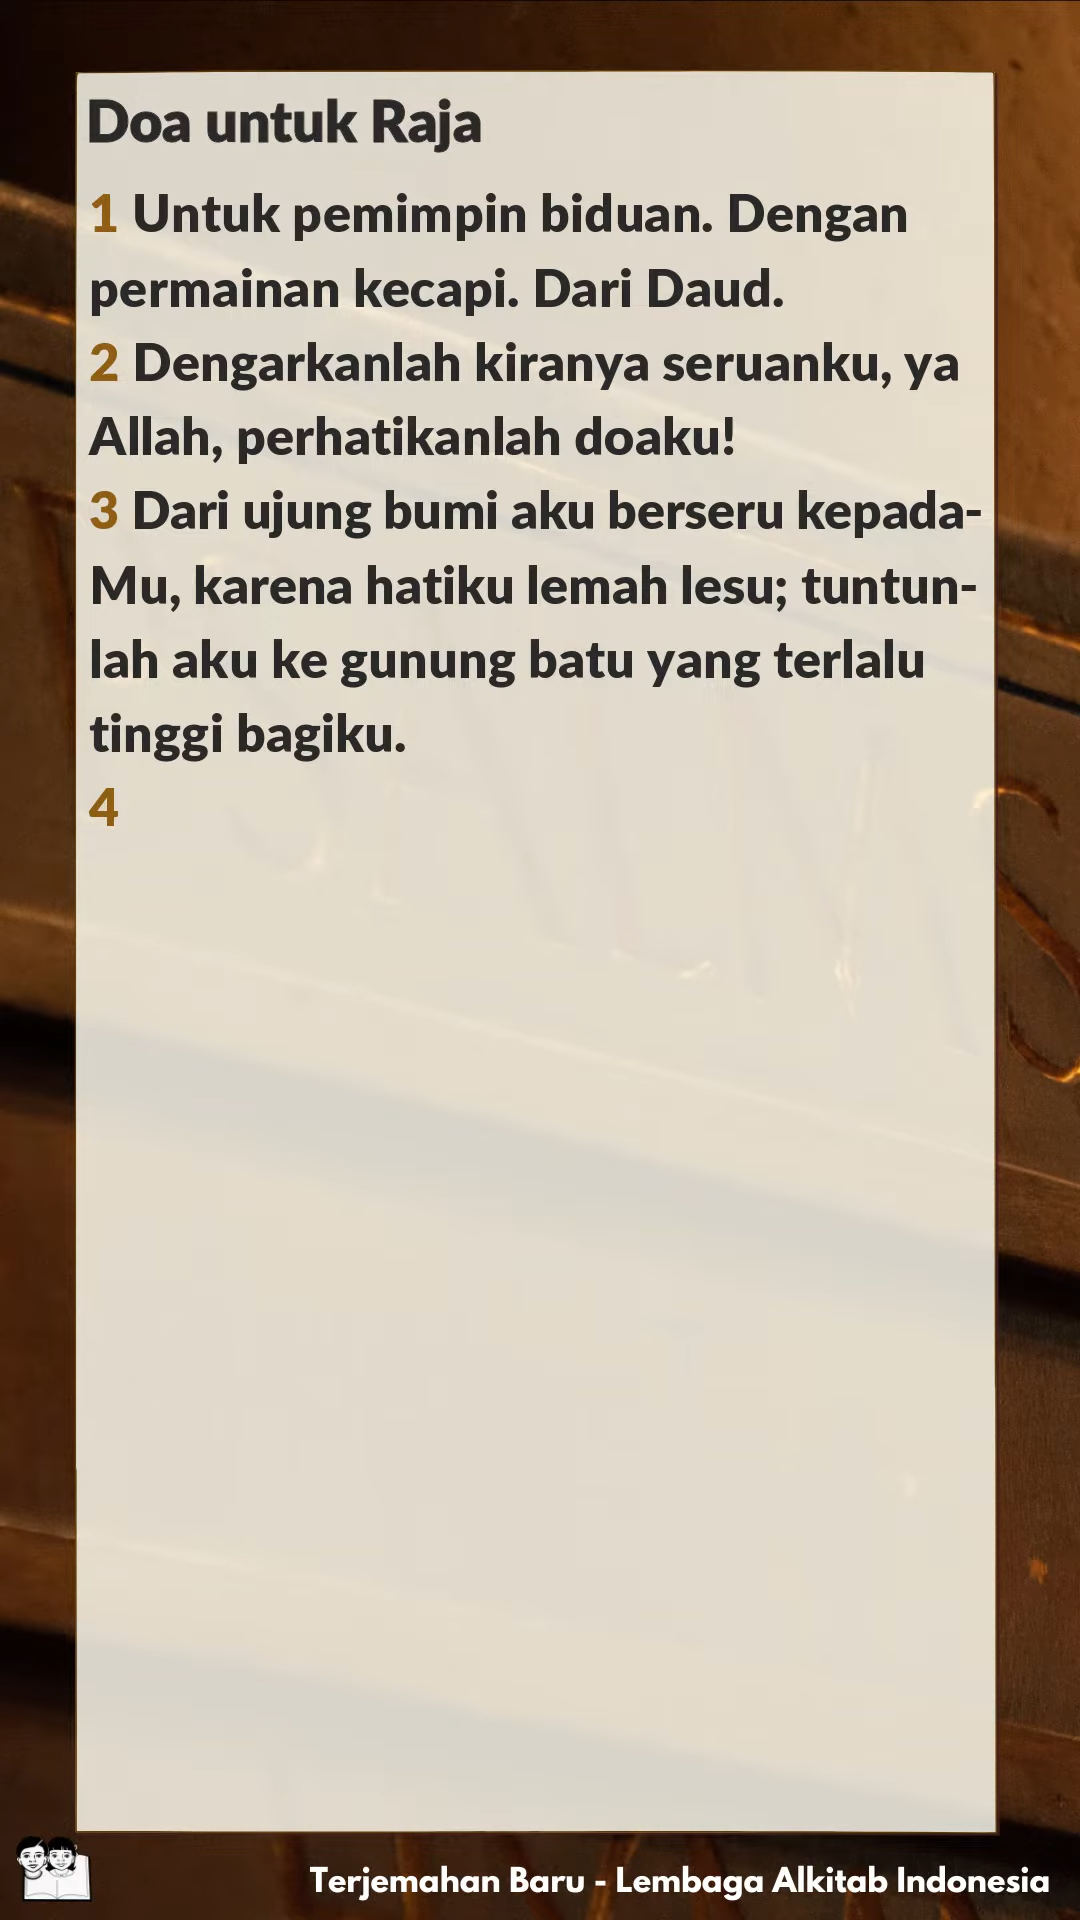 Doa untuk Raja
1 Untuk pemimpin biduan. Dengan
permainan kecapi. Dari Daud.
2 Dengarkanlah kiranya seruanku, ya
Allah, perhatikanlah doaku!
3 Dari ujung bumi aku berseru kepada-
Mu, karena hatiku lemah lesu; tuntun-
lah aku ke gunung batu yang terlalu
tinggi bagiku.
4
Terjemahan Baru - Lembaga Alkitab Indonesia